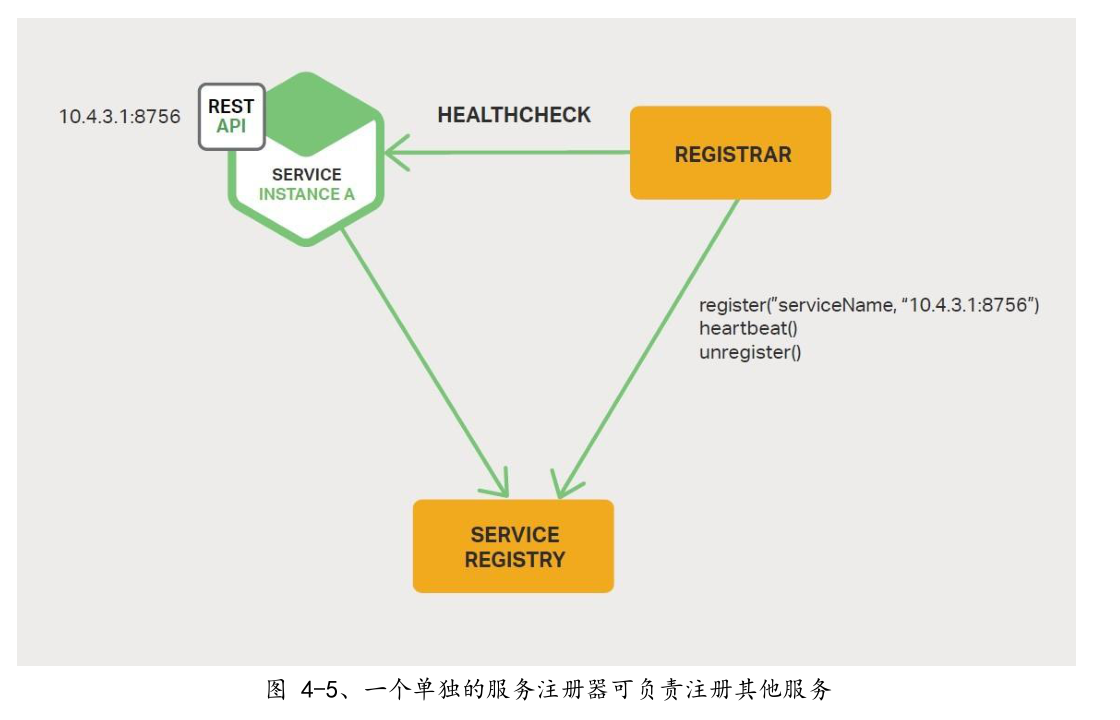 10.4.3.1:8756
REST
API
SERVICE
INSTANCE A
HEALTHCHECK
REGISTRAR
register(”serviceName, “10.4.3.1:8756”)
heartbeat()
unregister()
SERVICE
REGISTRY
图 4-5、一个单独的服务注册器可负责注册其他服务